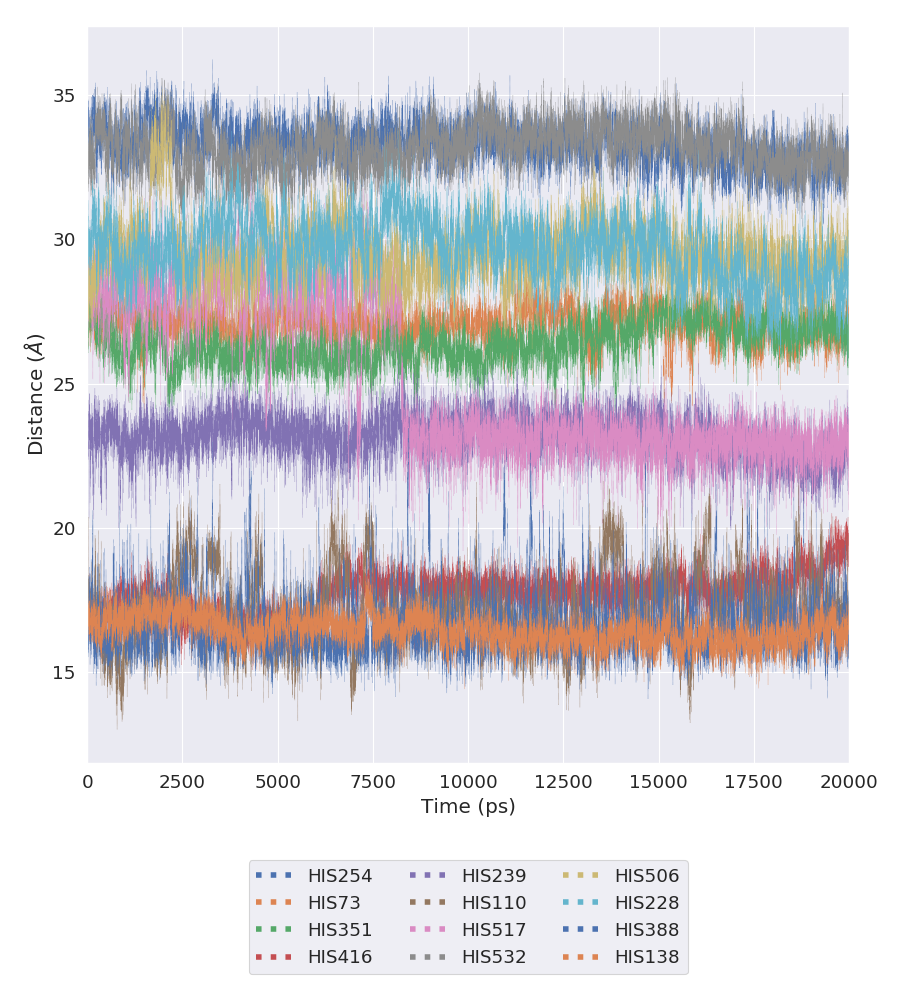 35
30
25
20
15
Distance (Å)
0 2500 5000 7500 10000 12500 15000 17500 20000
Time (ps)
HIS254 HIS239 HIS506
HIS73 HIS110 HIS228
HIS351 HIS517 HIS388
HIS416 HIS532 HIS138